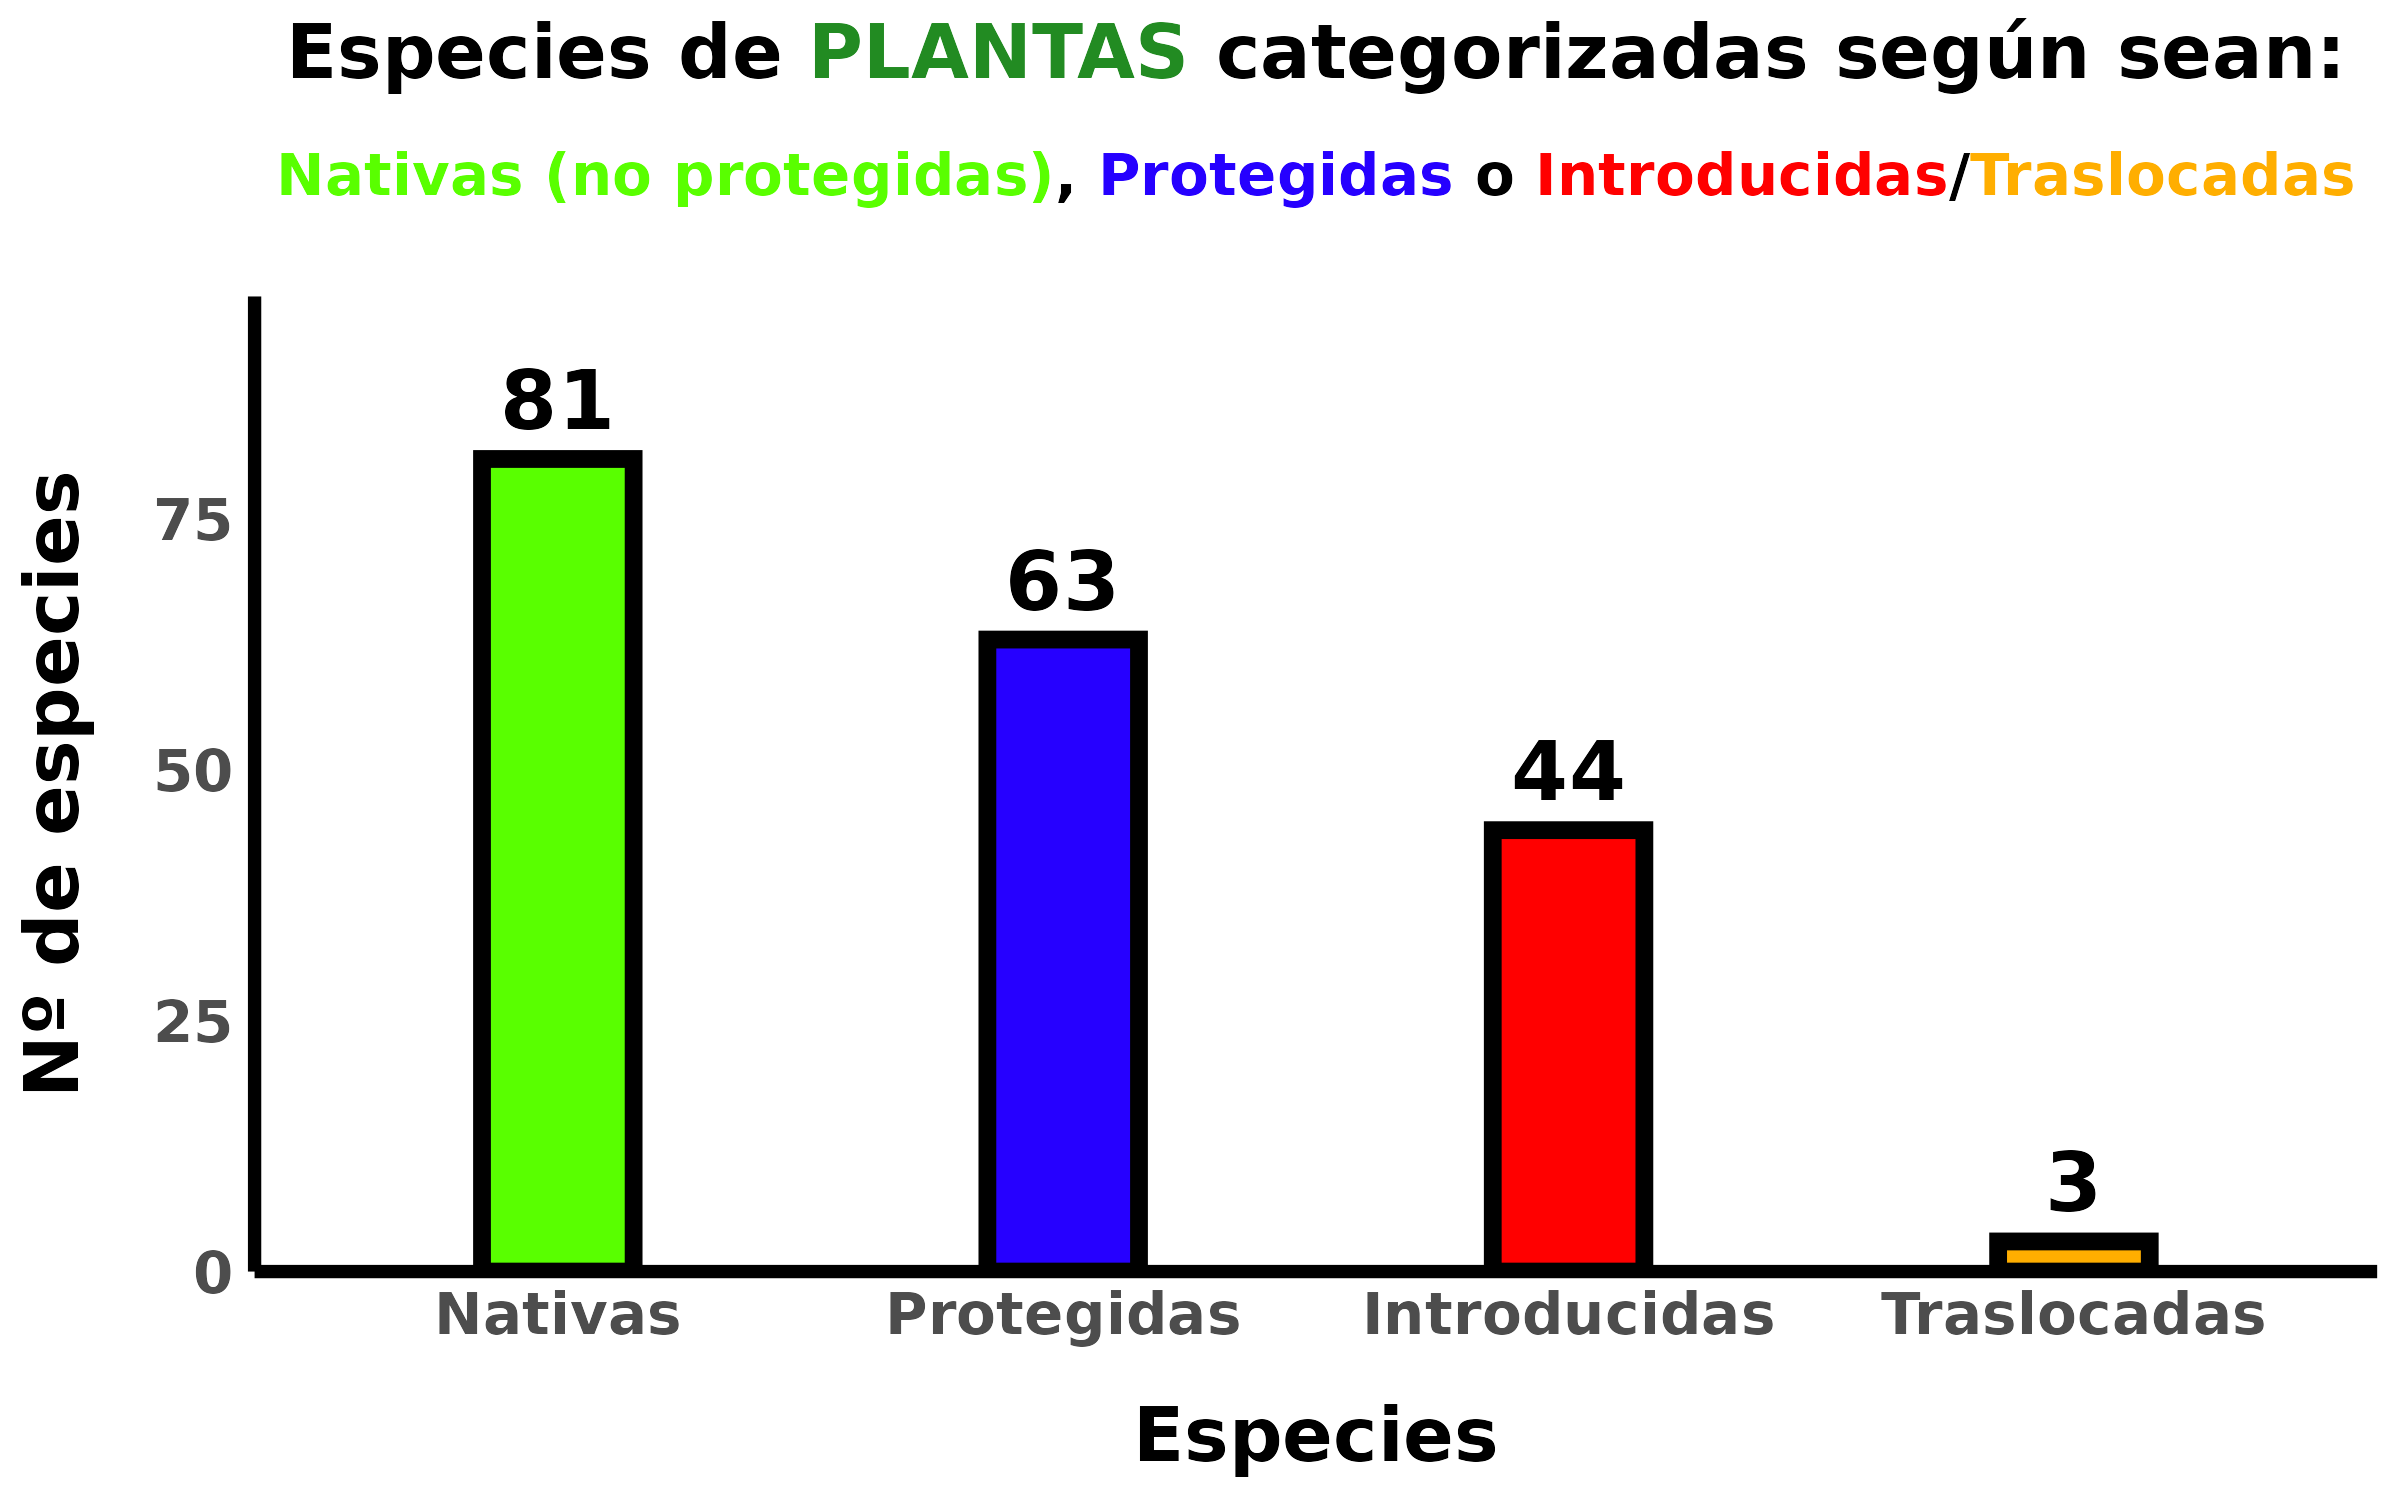 Especies de PLANTAS categorizadas según sean:
Nativas (no protegidas), Protegidas o Introducidas/Traslocadas
Nº de especies
75
50
25
0
81
63
44
3
Nativas
Protegidas
Introducidas
Traslocadas
Especies